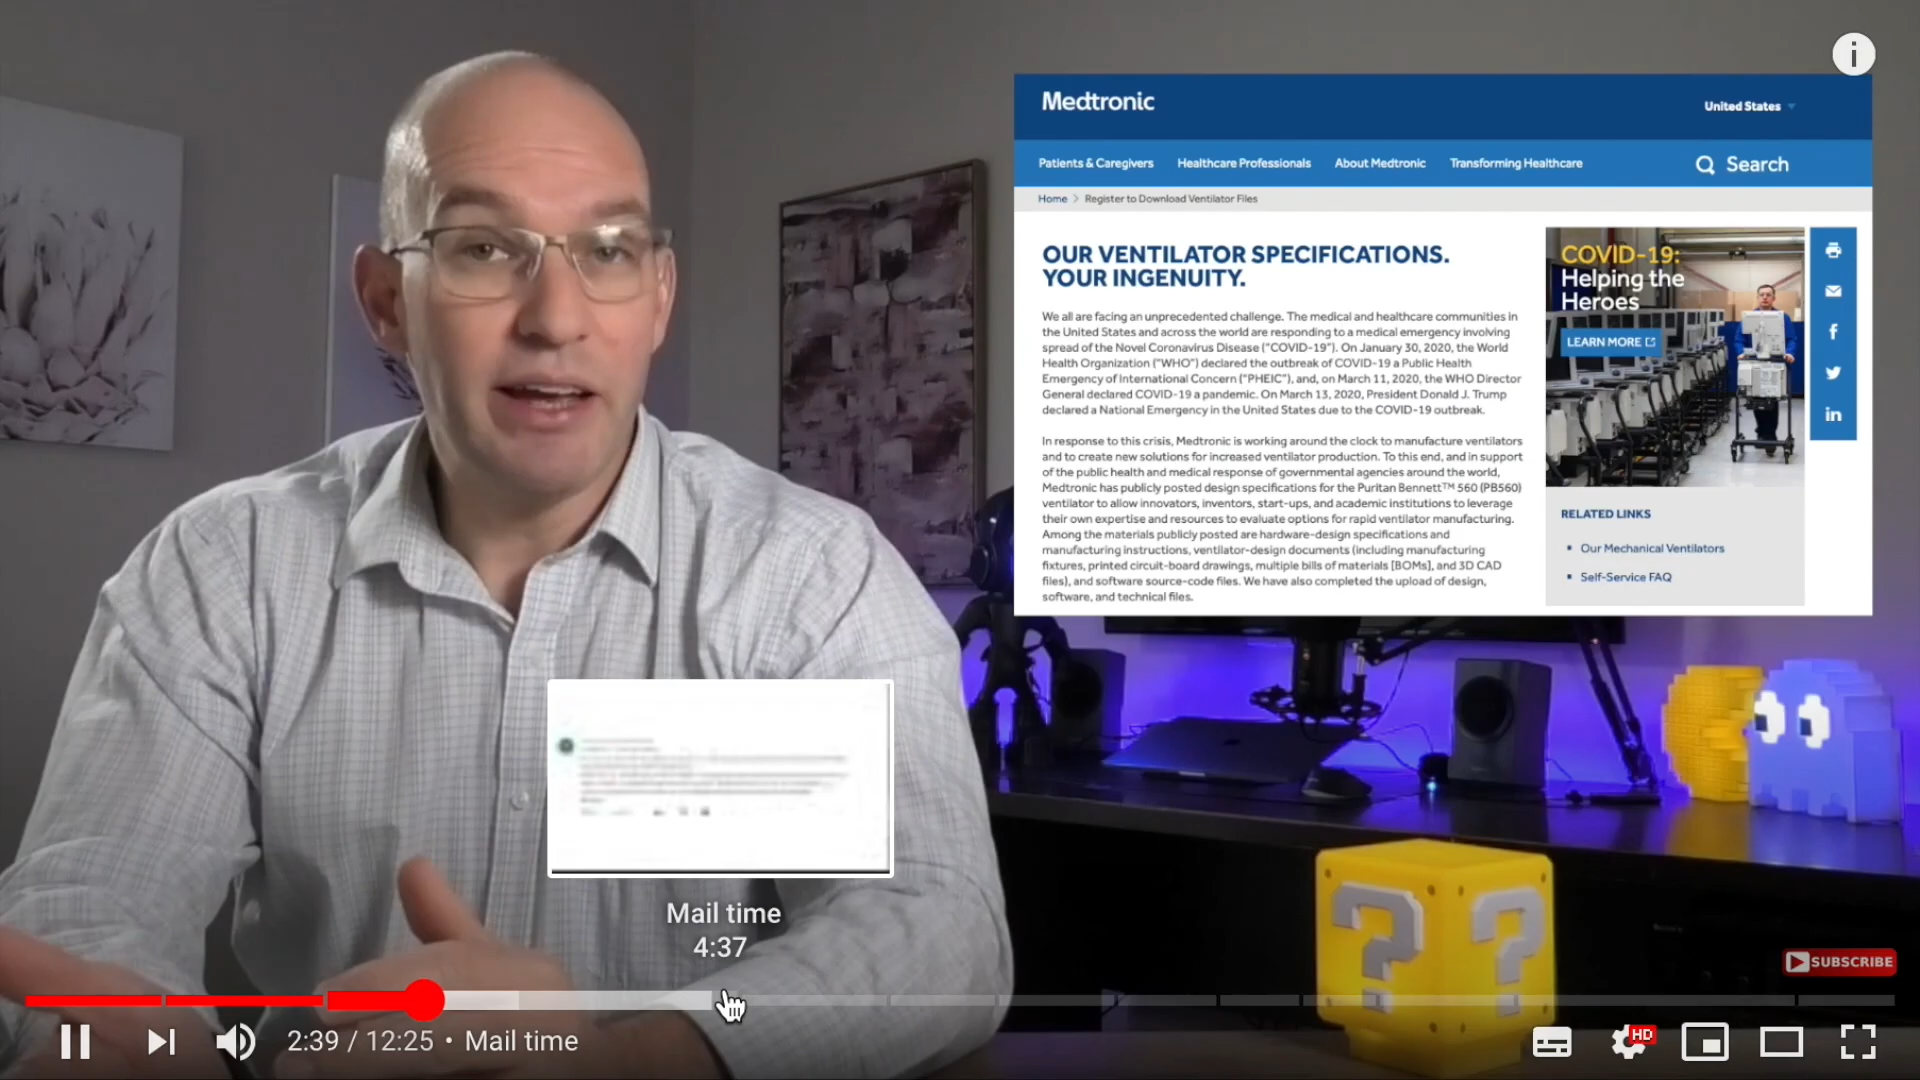 Medtronic
United States
Patients & Caregivers Healthcare Professionals About Medtronic Transforming Healthcare Search
Home > Register to Download Ventilator Files
OUR VENTILATOR SPECIFICATIONS.
YOUR INGENUITY.
We all are facing an unprecedented challenge. The medical and healthcare communities in
the United States and across the world are responding to a medical emergency involving
spread of the Novel Coronavirus Disease ("COVID-19"). On January 30, 2020, the World
Health Organization ("WHO") declared the outbreak of COVID-19 a Public Health
Emergency of International Concern ("PHEIC"), and, on March 11, 2020, the WHO Director
General declared COVID-19 a pandemic. On March 13, 2020, President Donald J. Trump
declared a National Emergency in the United States due to the COVID-19 outbreak.
In response to this crisis, Medtronic is working around the clock to manufacture ventilators
and to create new solutions for increased ventilator production. To this end, and in support
of the public health and medical response of governmental agencies around the world,
Medtronic has publicly posted design specifications for the Puritan Bennett™ 560 (PB560)
ventilator to allow innovators, inventors, start-ups, and academic institutions to leverage
their own expertise and resources to evaluate options for rapid ventilator manufacturing.
Among the materials publicly posted are hardware-design specifications and
manufacturing instructions, ventilator-design documents (including manufacturing
fixtures, printed circuit-board drawings, multiple bills of materials [BOMs], and 3D CAD
files), and software source-code files. We have also completed the upload of design,
software, and technical files.
COVID-19:
Helping the
Heroes
LEARN MORE
RELATED LINKS
• Our Mechanical Ventilators
• Self-Service FAQ
? ?
Mail time
4:37
SUBSCRIBE
2:39 / 12:25 • Mail time
HD